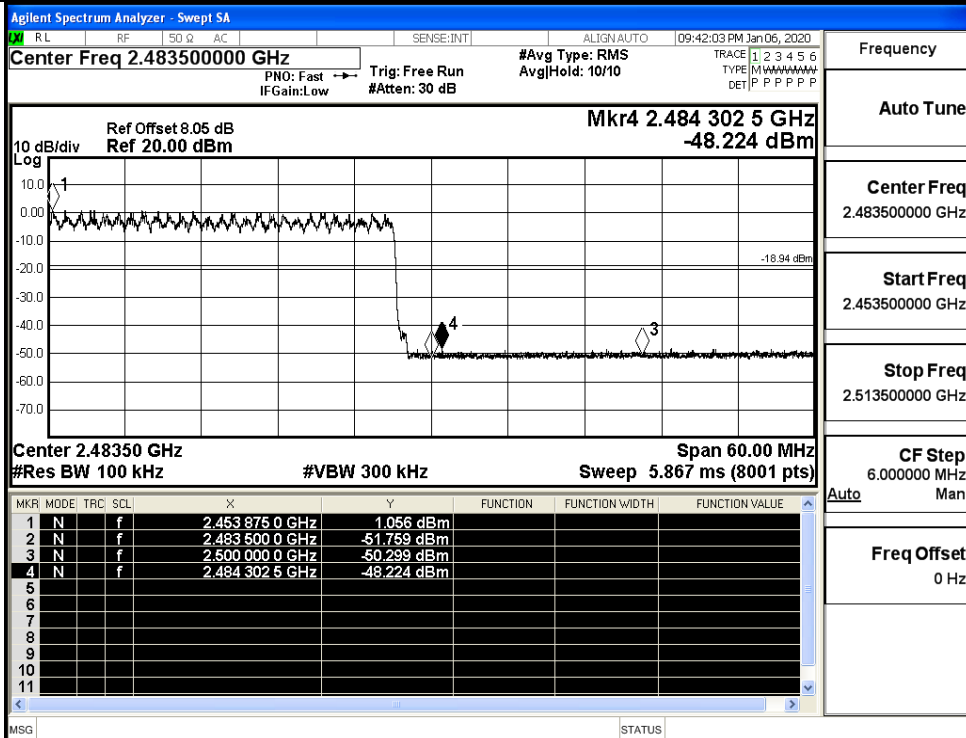 Agilent Spectrum Analyzer - Swept SA
LXI RL RF 50 Ω AC SENSE:INT ALIGN AUTO 09:42:03 PM Jan 06, 2020
Center Freq 2.483500000 GHz
PNO: Fast
IFGain:Low
Trig: Free Run
#Atten: 30 dB
#Avg Type: RMS
Avg|Hold: 10/10
TRACE 1 2 3 4 5 6
TYPE M W W W W W
DET P P P P P P
Mkr4 2.484 302 5 GHz
-48.224 dBm
Ref Offset 8.05 dB
10 dB/div Ref 20.00 dBm
Log
10.0
0.00
-10.0
-20.0
-30.0
-40.0
-50.0
-60.0
-70.0
1
-18.94 dBm
4
3
Center 2.48350 GHz Span 60.00 MHz
#Res BW 100 kHz #VBW 300 kHz Sweep 5.867 ms (8001 pts)
MKR MODE TRC SCL X Y FUNCTION FUNCTION WIDTH FUNCTION VALUE
1 N f 2.453 875 0 GHz 1.056 dBm
2 N f 2.483 500 0 GHz -51.759 dBm
3 N f 2.500 000 0 GHz -50.299 dBm
4 N f 2.484 302 5 GHz -48.224 dBm
5
6
7
8
9
10
11
MSG STATUS
Frequency
Auto Tune
Center Freq
2.483500000 GHz
Start Freq
2.453500000 GHz
Stop Freq
2.513500000 GHz
CF Step
6.000000 MHz
Auto Man
Freq Offset
0 Hz